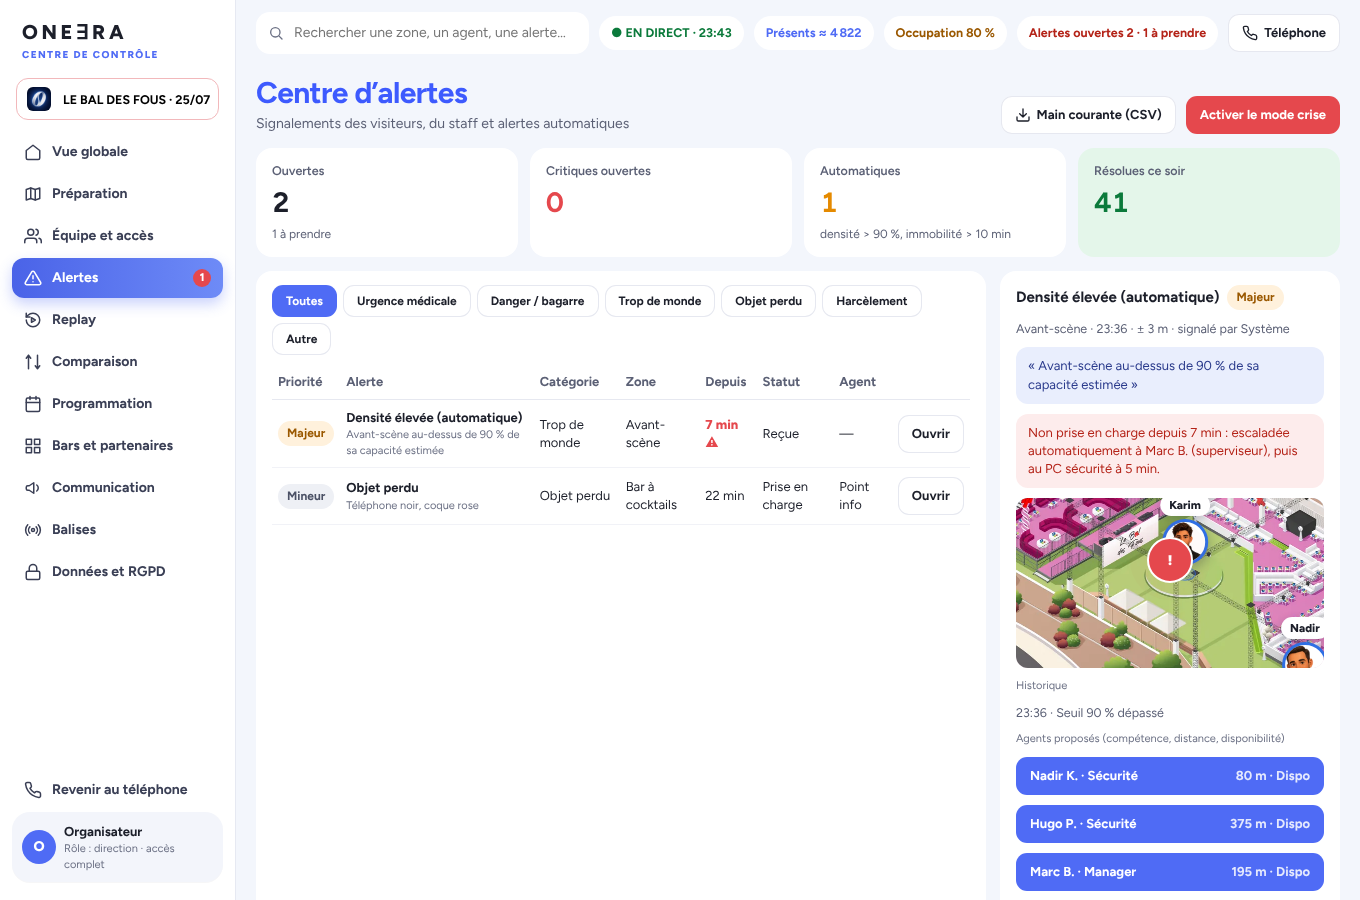 ONEƎRA
CENTRE DE CONTRÔLE
LE BAL DES FOUS · 25/07
Vue globale
Préparation
Équipe et accès
Alertes
1
Replay
Comparaison
Programmation
Bars et partenaires
Communication
Balises
Données et RGPD
Revenir au téléphone
O
Organisateur
Rôle : direction · accès
complet
Rechercher une zone, un agent, une alerte...
EN DIRECT · 23:43
Présents ≈ 4 822
Occupation 80 %
Alertes ouvertes 2 · 1 à prendre
Téléphone
Centre d’alertes
Signalements des visiteurs, du staff et alertes automatiques
Main courante (CSV)
Activer le mode crise
Ouvertes
2
1 à prendre
Critiques ouvertes
0
Automatiques
1
densité > 90 %, immobilité > 10 min
Résolues ce soir
41
Toutes
Urgence médicale
Danger / bagarre
Trop de monde
Objet perdu
Harcèlement
Autre
Priorité Alerte Catégorie Zone Depuis Statut Agent
Majeur
Densité élevée (automatique)
Avant-scène au-dessus de 90 % de
sa capacité estimée
Trop de
monde
Avant-
scène
7 min
Reçue
—
Ouvrir
Mineur
Objet perdu
Téléphone noir, coque rose
Objet perdu
Bar à
cocktails
22 min
Prise en
charge
Point
info
Ouvrir
Densité élevée (automatique)
Majeur
Avant-scène · 23:36 · ± 3 m · signalé par Système
« Avant-scène au-dessus de 90 % de sa
capacité estimée »
Non prise en charge depuis 7 min : escaladée
automatiquement à Marc B. (superviseur), puis
au PC sécurité à 5 min.
Karim
Le Bal
des Fous
!
Nadir
Historique
23:36 · Seuil 90 % dépassé
Agents proposés (compétence, distance, disponibilité)
Nadir K. · Sécurité 80 m · Dispo
Hugo P. · Sécurité 375 m · Dispo
Marc B. · Manager 195 m · Dispo